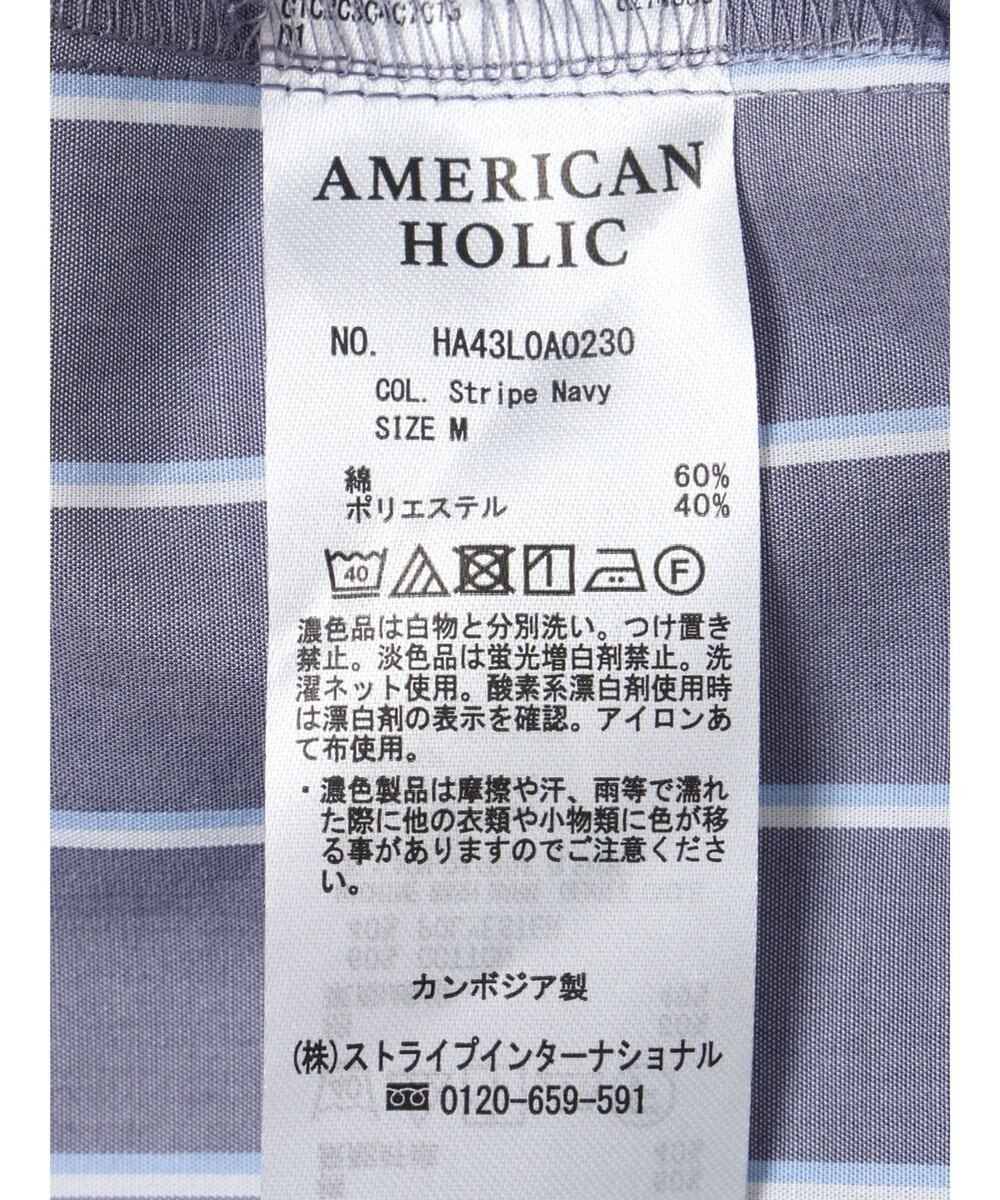 D1
AMERICAN
HOLIC
NO. HA43L0A0230
COL. Stripe Navy
SIZE M
綿 60%
ポリエステル 40%
40 F
濃色品は白物と分別洗い。つけ置き
禁止。淡色品は蛍光増白剤禁止。洗
濯ネット使用。酸素系漂白剤使用時
は漂白剤の表示を確認。アイロンあ
て布使用。
・濃色製品は摩擦や汗、雨等で濡れ
た際に他の衣類や小物類に色が移
る事がありますのでご注意くださ
い。
カンボジア製
(株)ストライプインターナショナル
0120-659-591